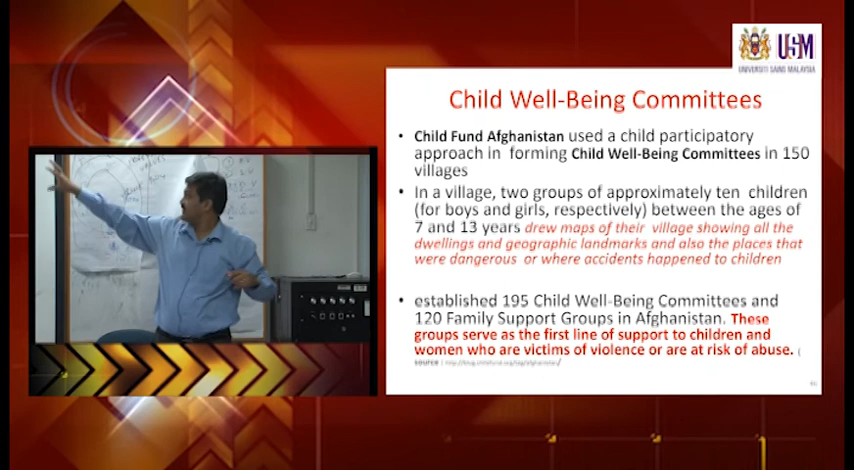 USM
UNIVERSITI SAINS MALAYSIA
Child Well-Being Committees
• Child Fund Afghanistan used a child participatory
approach in forming Child Well-Being Committees in 150
villages
• In a village, two groups of approximately ten children
(for boys and girls, respectively) between the ages of
7 and 13 years drew maps of their village showing all the
dwellings and geographic landmarks and also the places that
were dangerous or where accidents happened to children
• established 195 Child Well-Being Committees and
120 Family Support Groups in Afghanistan. These
groups serve as the first line of support to children and
women who are victims of violence or are at risk of abuse. (
source